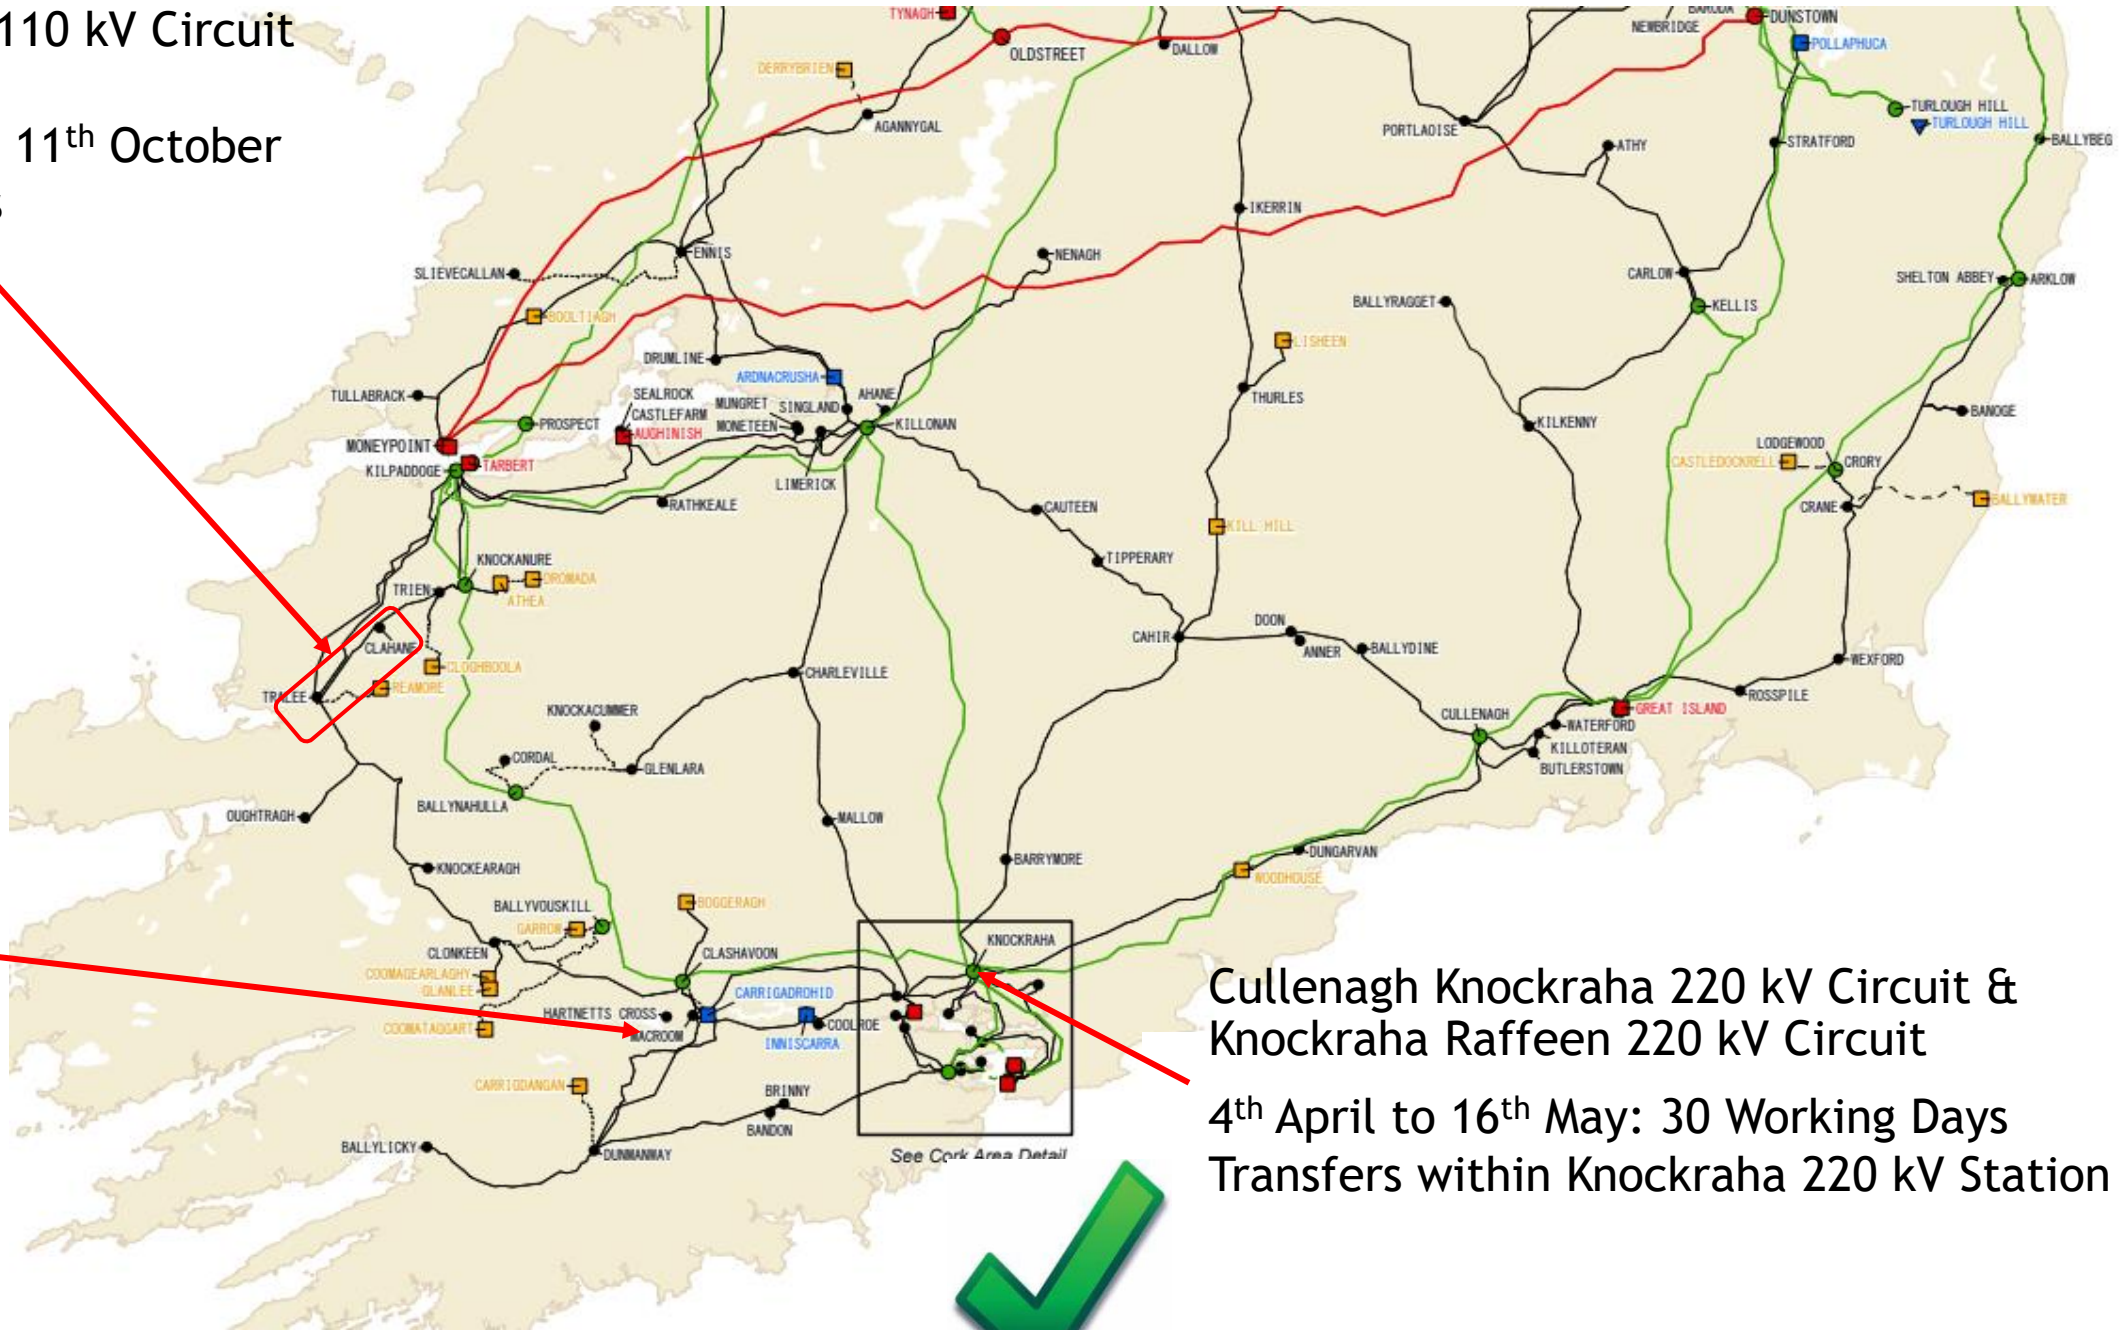 110 kV Circuit
11th October
TYNAGH
OLDSTREET
DALLOW
NEWBRIDGE
DUNSTOWN
POLLAPHUCA
DERRYBRIEN
AGANNYGAL
PORTLAOISE
ATHY
TURLOUGH HILL
TURLOUGH HILL
STRATFORD
BALLYBEG
IKERRIN
ENNIS
NENAGH
SLIEVECALLAN
CARLOW
SHELTON ABBEY
ARKLOW
BALLYRAGGET
KELLIS
BOOLTIAGH
LISHEEN
DRUMLINE
ARDNACRUSHA
TULLABRACK
SEALROCK
CASTLEFARM
AUGHINISH
MUNGRET
MONETEEN
SINGLAND
AHANE
THURLES
BANOGE
PROSPECT
KILLONAN
KILKENNY
MONEYPOINT
LODGEWOOD
KILPADDOGE
TARBERT
CASTLEDOCKRELL
CRORY
LIMERICK
RATHKEALE
CAUTEEN
CRANE
BALLYWATER
KILL HILL
KNOCKANURE
TIPPERARY
DROMADA
TRIEN
ATHEA
CAHIR
DOON
ANNER
BALLYDINE
CLAHANE
CLOGHBOOLA
WEXFORD
CHARLEVILLE
REAMORE
TRALEE
ROSSPILE
KNOCKACUMMER
CULLENAGH
GREAT ISLAND
WATERFORD
KILLOTERAN
BUTLERSTOWN
CORDAL
GLENLARA
BALLYNAHULLA
OUGHTRAGH
MALLOW
DUNGARVAN
BARRYMORE
KNOCKEARAGH
WOODHOUSE
BALLYVOUSKILL
BOGGERAGH
GARROW
CLONKEEN
CLASHAVOON
KNOCKRAHA
COOMAGEARLAGHY
GLANLEE
CARRIGADROHID
HARTNETTS CROSS
COOMATAGGART
MACROOM
COOLROE
INNISCARRA
Cullenagh Knockraha 220 kV Circuit &
Knockraha Raffeen 220 kV Circuit
CARRIGDANGAN
BRINNY
BANDON
4th April to 16th May: 30 Working Days
BALLYLICKY
DUNMANWAY
See Cork Area Detail
Transfers within Knockraha 220 kV Station